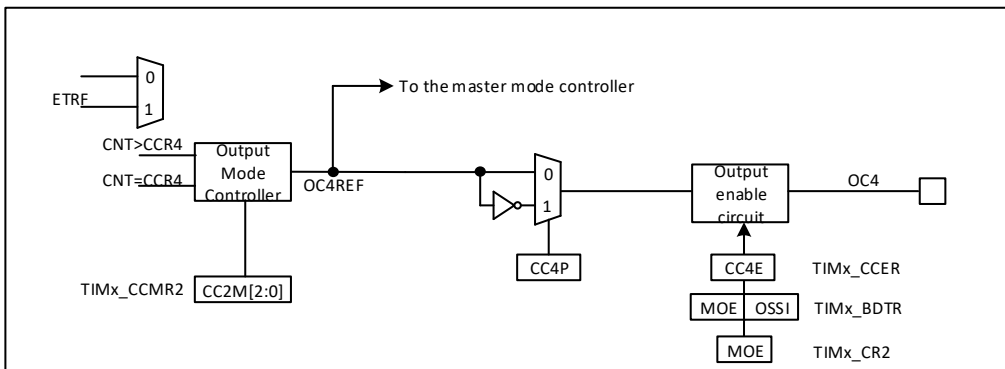 0
ETRF
1
To the master mode controller
CNT>CCR4
CNT=CCR4
Output
Mode
Controller
OC4REF
0
1
Output
enable
circuit
OC4
CC4P
CC4E
TIMx_CCER
TIMx_CCMR2
CC2M[2:0]
MOE
OSSI
TIMx_BDTR
MOE
TIMx_CR2